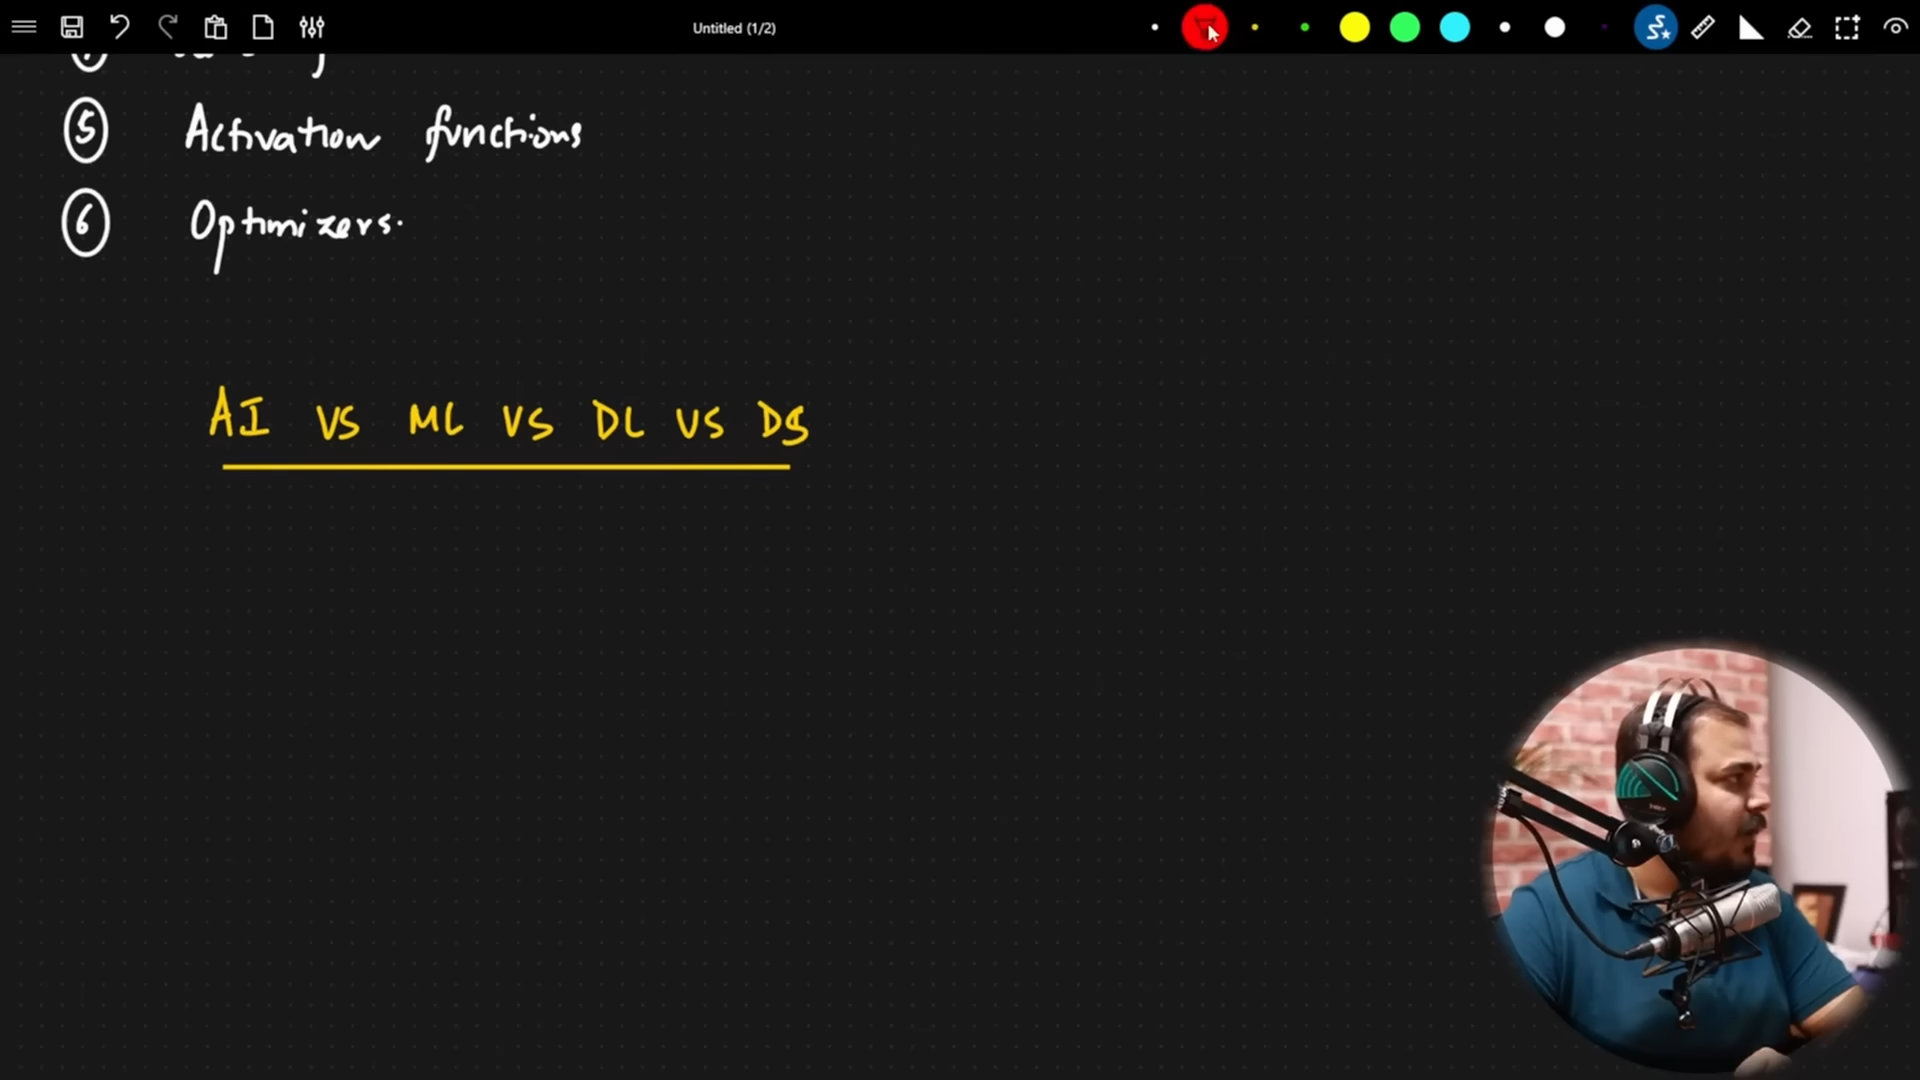 Untitled (1/2)
5 Activation functions
6 Optimizers.
AI VS ML VS DL VS DS